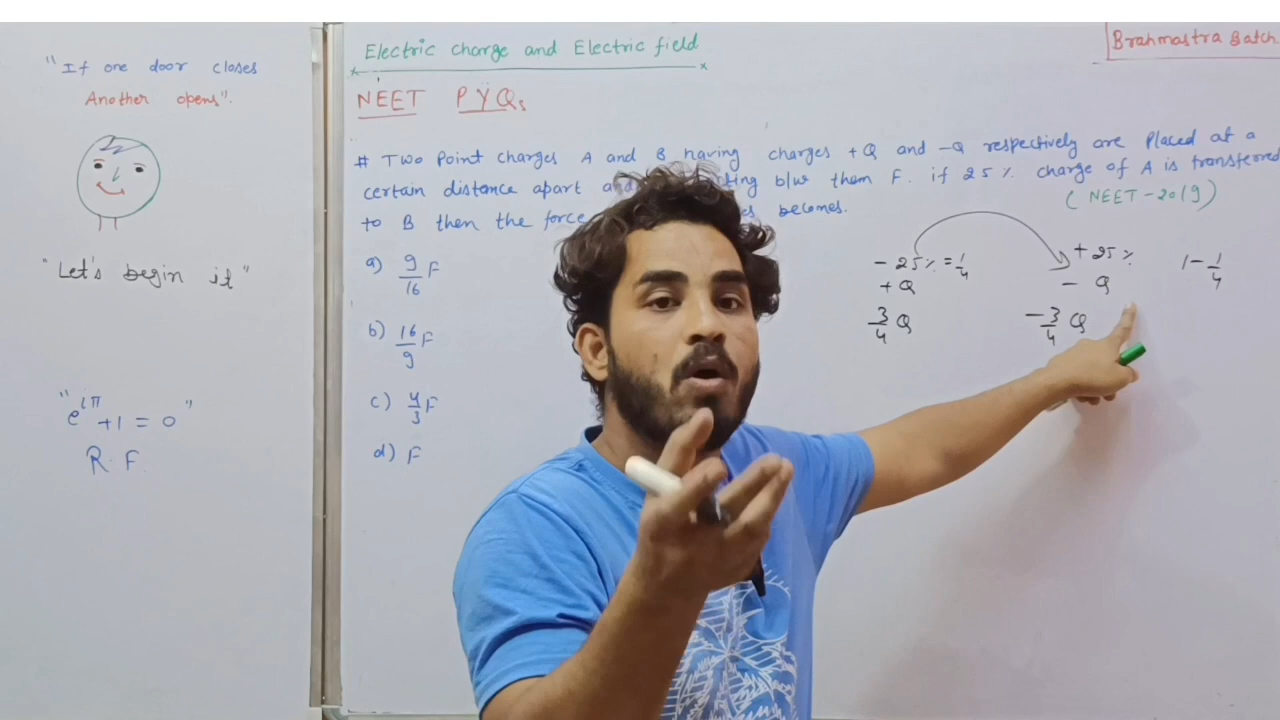 "If one door closes
Another opens".
"Let's begin it"
"e^iπ +1 = 0"
R. F.
Electric charge and Electric field
Brahmastra Batch
NEET PYQs
# Two Point charges A and B having charges +Q and -Q respectively are Placed at a
certain distance apart and ting b/w them F. if 25% charge of A is transferred
to B then the force es becomes.
(NEET-2019)
a) 9/16 F
b) 16/9 F
c) 4/3 F
d) F
- 25% = 1/4
+ 25%
1 - 1/4
+ Q
- Q
3/4 Q
- 3/4 Q